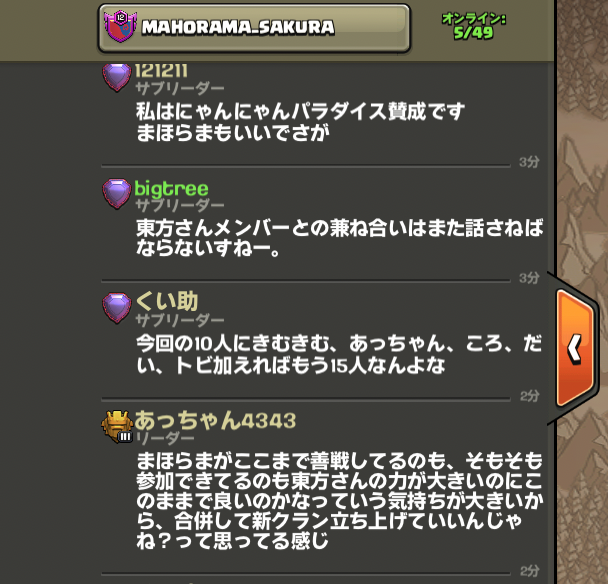 12
MAHORAMA_SAKURA
オンライン:
5/49
121211
サブリーダー
私はにゃんにゃんパラダイス賛成です
まほらまもいいでさが
3分
bigtree
サブリーダー
東方さんメンバーとの兼ね合いはまた話さねば
ならないすねー。
3分
くい助
サブリーダー
今回の10人にきむきむ、あっちゃん、ころ、だ
い、トビ加えればもう15人なんよな
2分
あっちゃん4343
リーダー
まほらまがここまで善戦してるのも、そもそも
参加できてるのも東方さんの力が大きいのにこ
のままで良いのかなっていう気持ちが大きいか
ら、合併して新クラン立ち上げていいんじゃ
ね？って思ってる感じ
2分